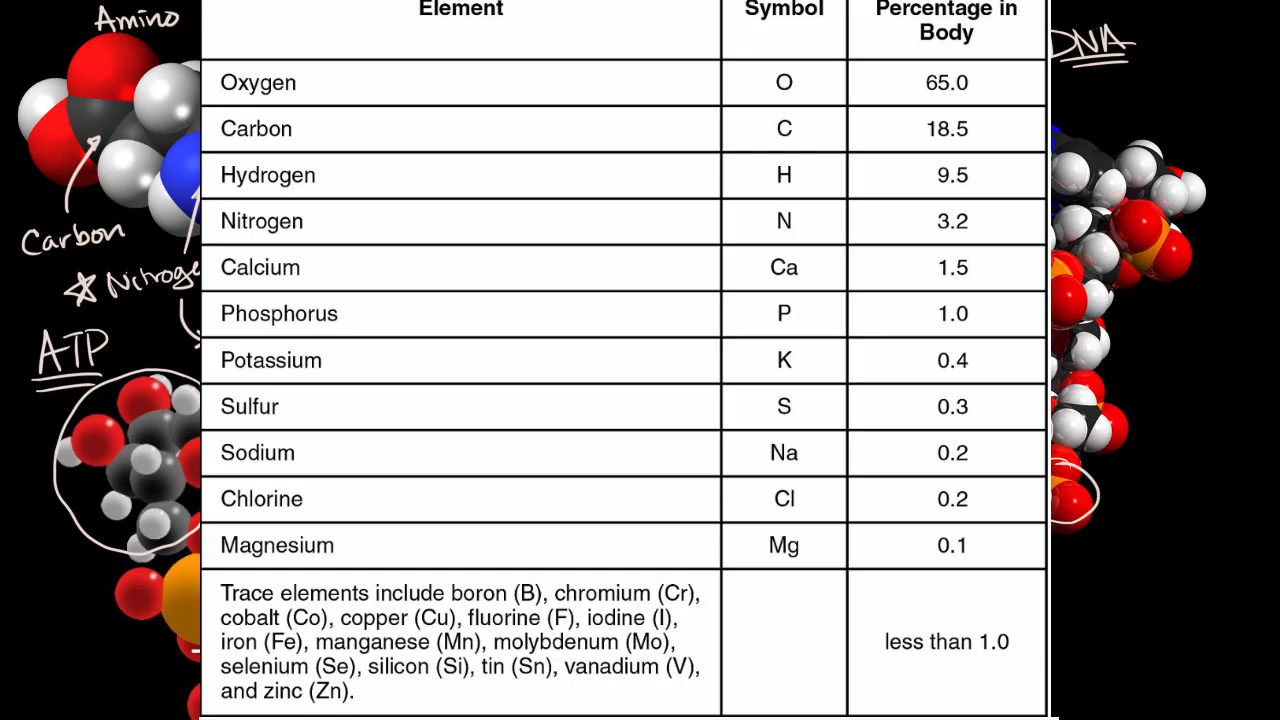 Amino
Carbon
ATP
Element Symbol Percentage in Body
Oxygen O 65.0
Carbon C 18.5
Hydrogen H 9.5
Nitrogen N 3.2
Calcium Ca 1.5
Phosphorus P 1.0
Potassium K 0.4
Sulfur S 0.3
Sodium Na 0.2
Chlorine Cl 0.2
Magnesium Mg 0.1
Trace elements include boron (B), chromium (Cr),
cobalt (Co), copper (Cu), fluorine (F), iodine (I),
iron (Fe), manganese (Mn), molybdenum (Mo),
selenium (Se), silicon (Si), tin (Sn), vanadium (V),
and zinc (Zn).
less than 1.0
DNA